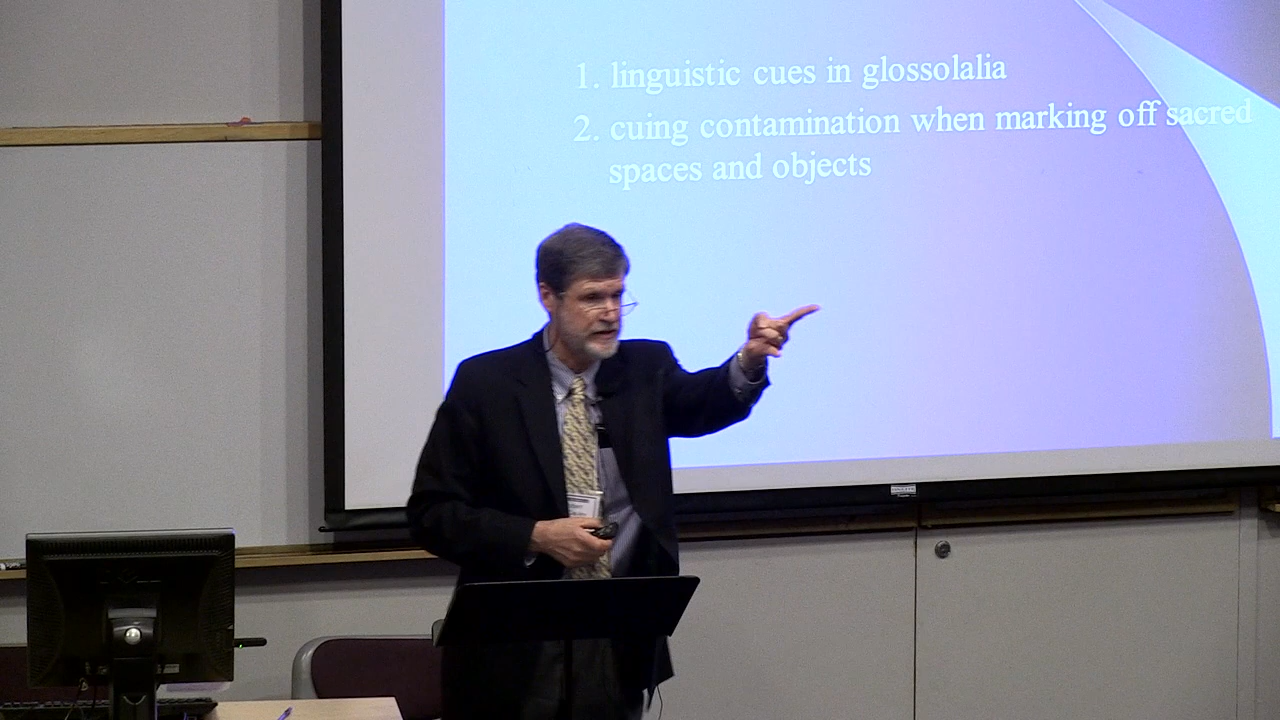 1. linguistic cues in glossolalia
2. cuing contamination when marking off sacred
spaces and objects